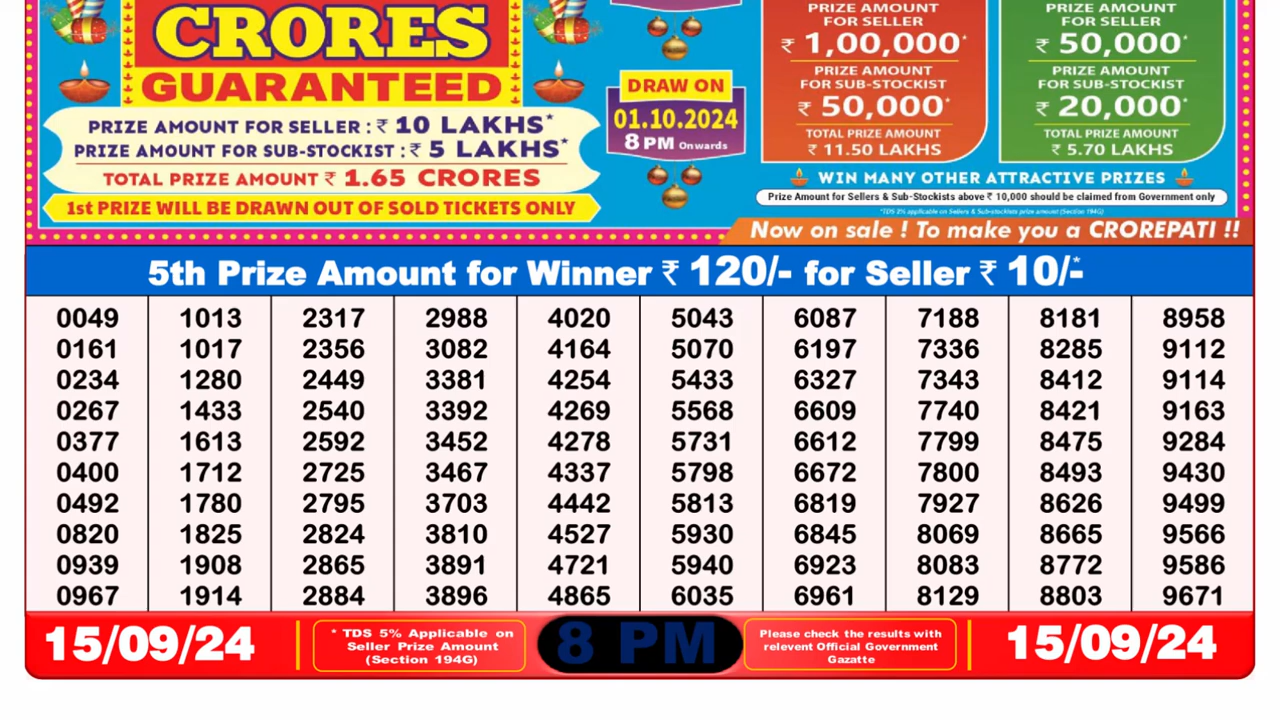 CRORES
GUARANTEED
PRIZE AMOUNT FOR SELLER : ₹ 10 LAKHS*
PRIZE AMOUNT FOR SUB-STOCKIST : ₹ 5 LAKHS*
TOTAL PRIZE AMOUNT ₹ 1.65 CRORES
1st PRIZE WILL BE DRAWN OUT OF SOLD TICKETS ONLY
DRAW ON
01.10.2024
8 PM Onwards
PRIZE AMOUNT
FOR SELLER
₹ 1,00,000*
PRIZE AMOUNT
FOR SUB-STOCKIST
₹ 50,000*
TOTAL PRIZE AMOUNT
₹ 11.50 LAKHS
PRIZE AMOUNT
FOR SELLER
₹ 50,000*
PRIZE AMOUNT
FOR SUB-STOCKIST
₹ 20,000*
TOTAL PRIZE AMOUNT
₹ 5.70 LAKHS
WIN MANY OTHER ATTRACTIVE PRIZES
Prize Amount for Sellers & Sub-Stockists above ₹ 10,000 should be claimed from Government only
*TDS 2% applicable on Sellers & Sub-stockists prize amount (Section 194G)
Now on sale ! To make you a CROREPATI !!
5th Prize Amount for Winner ₹ 120/- for Seller ₹ 10/-*
0049 1013 2317 2988 4020 5043 6087 7188 8181 8958
0161 1017 2356 3082 4164 5070 6197 7336 8285 9112
0234 1280 2449 3381 4254 5433 6327 7343 8412 9114
0267 1433 2540 3392 4269 5568 6609 7740 8421 9163
0377 1613 2592 3452 4278 5731 6612 7799 8475 9284
0400 1712 2725 3467 4337 5798 6672 7800 8493 9430
0492 1780 2795 3703 4442 5813 6819 7927 8626 9499
0820 1825 2824 3810 4527 5930 6845 8069 8665 9566
0939 1908 2865 3891 4721 5940 6923 8083 8772 9586
0967 1914 2884 3896 4865 6035 6961 8129 8803 9671
15/09/24
* TDS 5% Applicable on
Seller Prize Amount
(Section 194G)
8 PM
Please check the results with
relevent Official Government
Gazatte
15/09/24